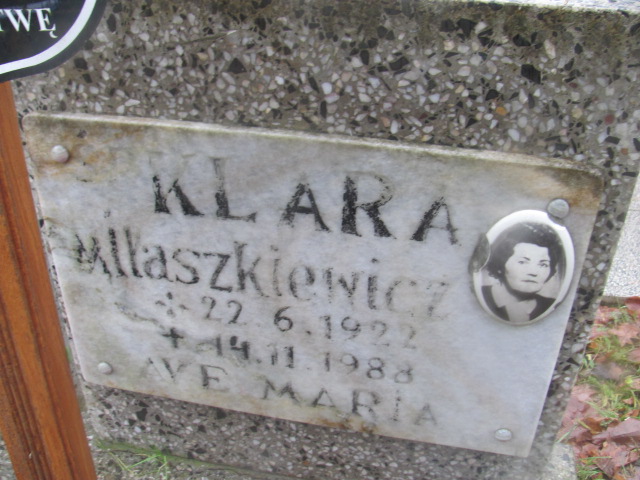 TWĘ
KLARA
Miłaszkiewicz
* 22.6.1922
+ 14.11.1988
AVE MARIA